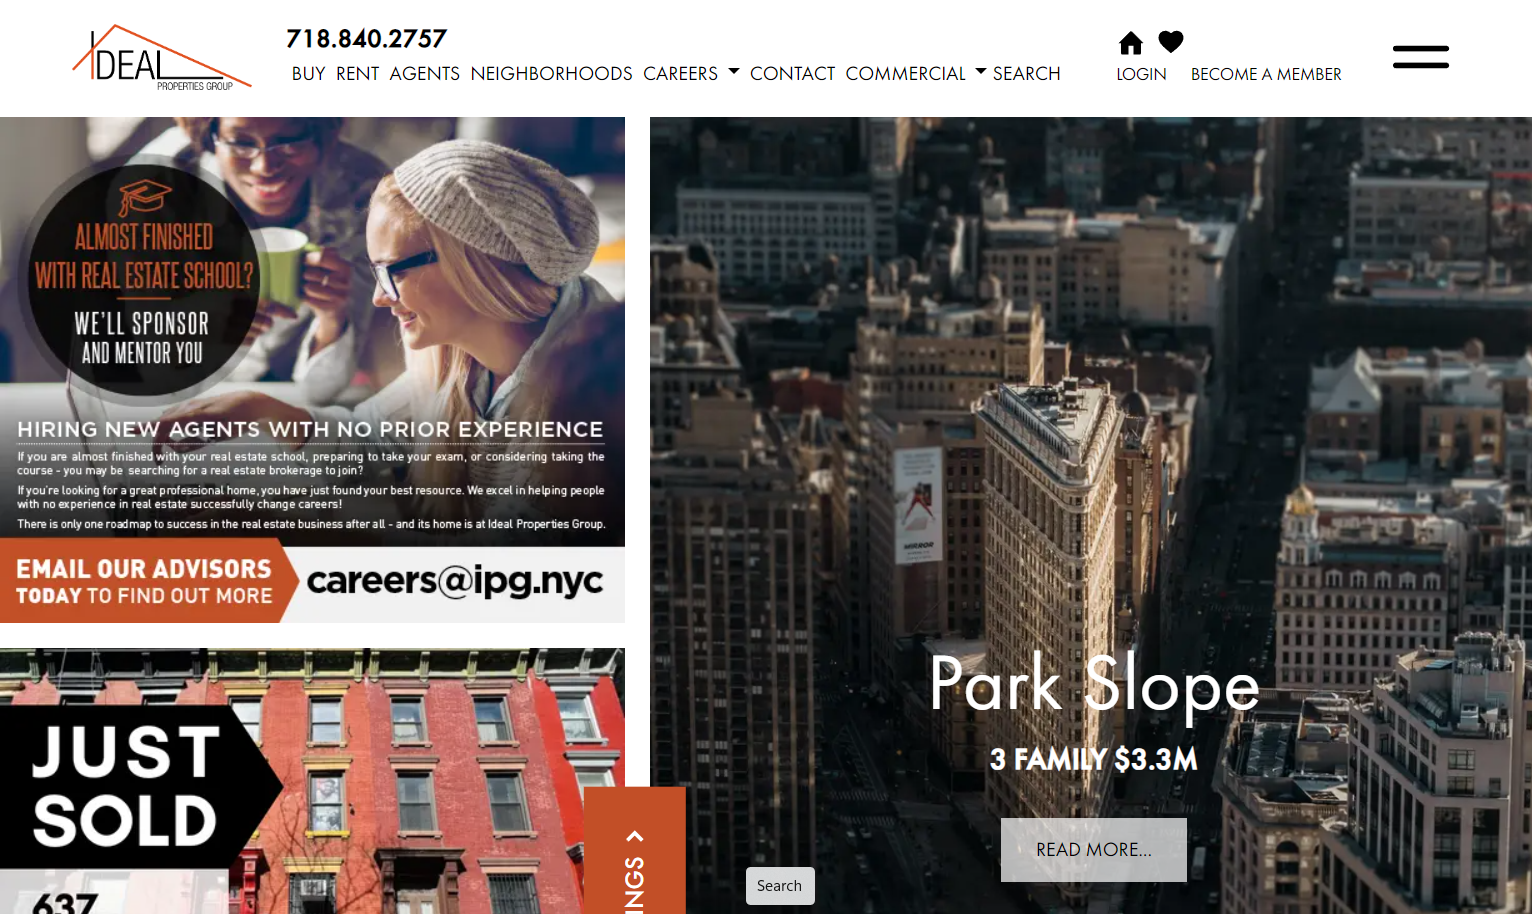 IDEAL
PROPERTIES GROUP
718.840.2757
BUY RENT AGENTS NEIGHBORHOODS CAREERS CONTACT COMMERCIAL SEARCH
LOGIN BECOME A MEMBER
ALMOST FINISHED
WITH REAL ESTATE SCHOOL?
WE'LL SPONSOR
AND MENTOR YOU
HIRING NEW AGENTS WITH NO PRIOR EXPERIENCE
If you are almost finished with your real estate school, preparing to take your exam, or considering taking the
course - you may be searching for a real estate brokerage to join?
If you're looking for a great professional home, you have just found your best resource. We excel in helping people
with no experience in real estate successfully change careers!
There is only one roadmap to success in the real estate business after all - and its home is at Ideal Properties Group.
EMAIL OUR ADVISORS
TODAY TO FIND OUT MORE
careers@ipg.nyc
JUST
SOLD
637
INGS
MIRROR
Park Slope
3 FAMILY $3.3M
READ MORE...
Search